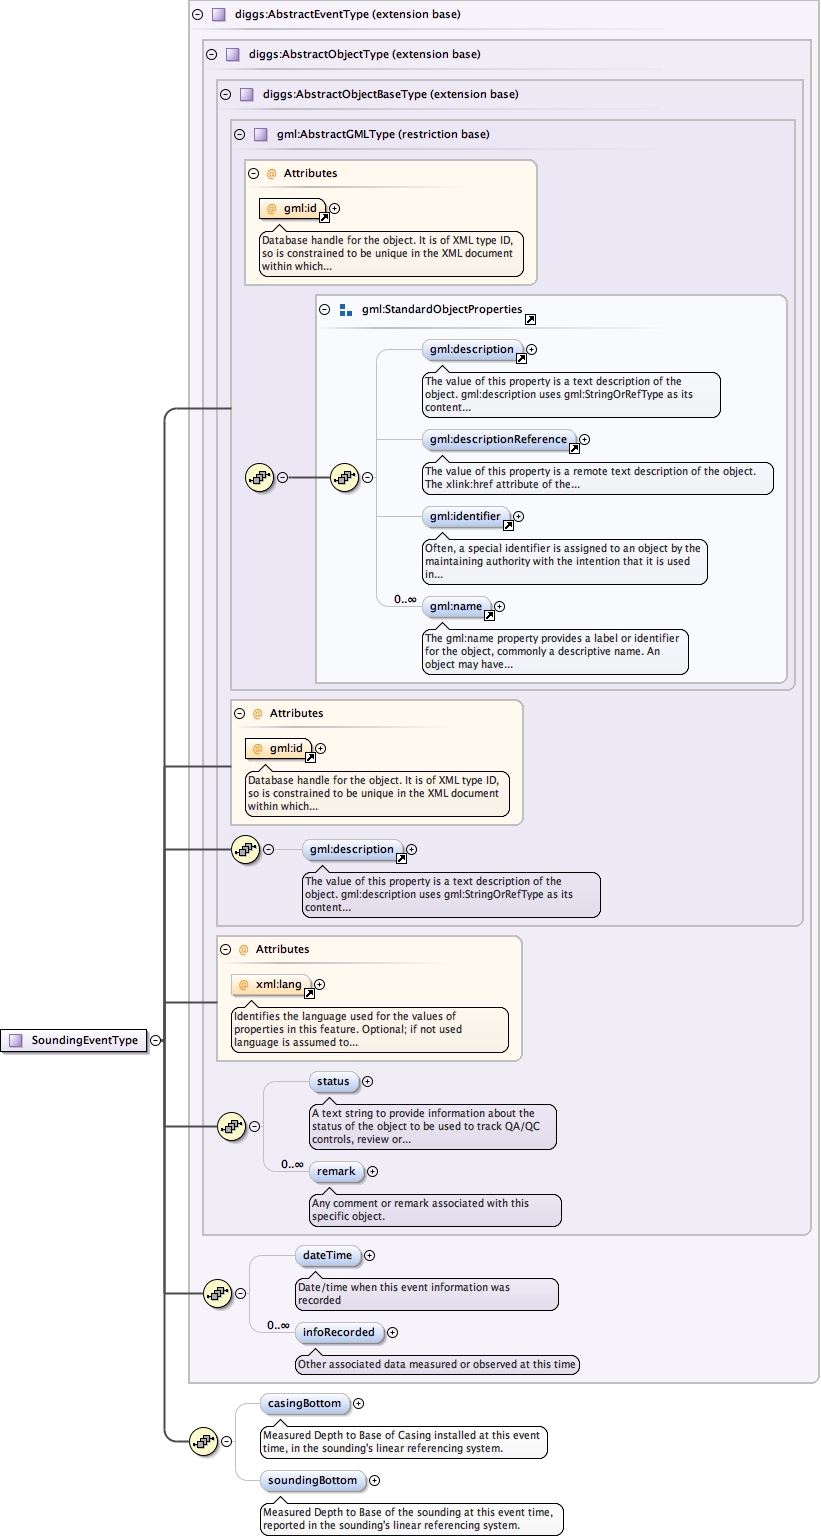 diggs:AbstractEventType (extension base)
diggs:AbstractObjectType (extension base)
diggs:AbstractObjectBaseType (extension base)
gml:AbstractGMLType (restriction base)
@ Attributes
@ gml:id
Database handle for the object. It is of XML type ID,
so is constrained to be unique in the XML document
within which...
gml:StandardObjectProperties
gml:description
The value of this property is a text description of the
object. gml:description uses gml:StringOrRefType as its
content...
gml:descriptionReference
The value of this property is a remote text description of the object.
The xlink:href attribute of the...
gml:identifier
Often, a special identifier is assigned to an object by the
maintaining authority with the intention that it is used
in...
0..∞
gml:name
The gml:name property provides a label or identifier
for the object, commonly a descriptive name. An
object may have...
@ Attributes
@ gml:id
Database handle for the object. It is of XML type ID,
so is constrained to be unique in the XML document
within which...
gml:description
The value of this property is a text description of the
object. gml:description uses gml:StringOrRefType as its
content...
@ Attributes
@ xml:lang
Identifies the language used for the values of
properties in this feature. Optional; if not used
language is assumed to...
SoundingEventType
status
A text string to provide information about the
status of the object to be used to track QA/QC
controls, review or...
0..∞
remark
Any comment or remark associated with this
specific object.
dateTime
Date/time when this event information was
recorded
0..∞
infoRecorded
Other associated data measured or observed at this time
casingBottom
Measured Depth to Base of Casing installed at this event
time, in the sounding's linear referencing system.
soundingBottom
Measured Depth to Base of the sounding at this event time,
reported in the sounding's linear referencing system.